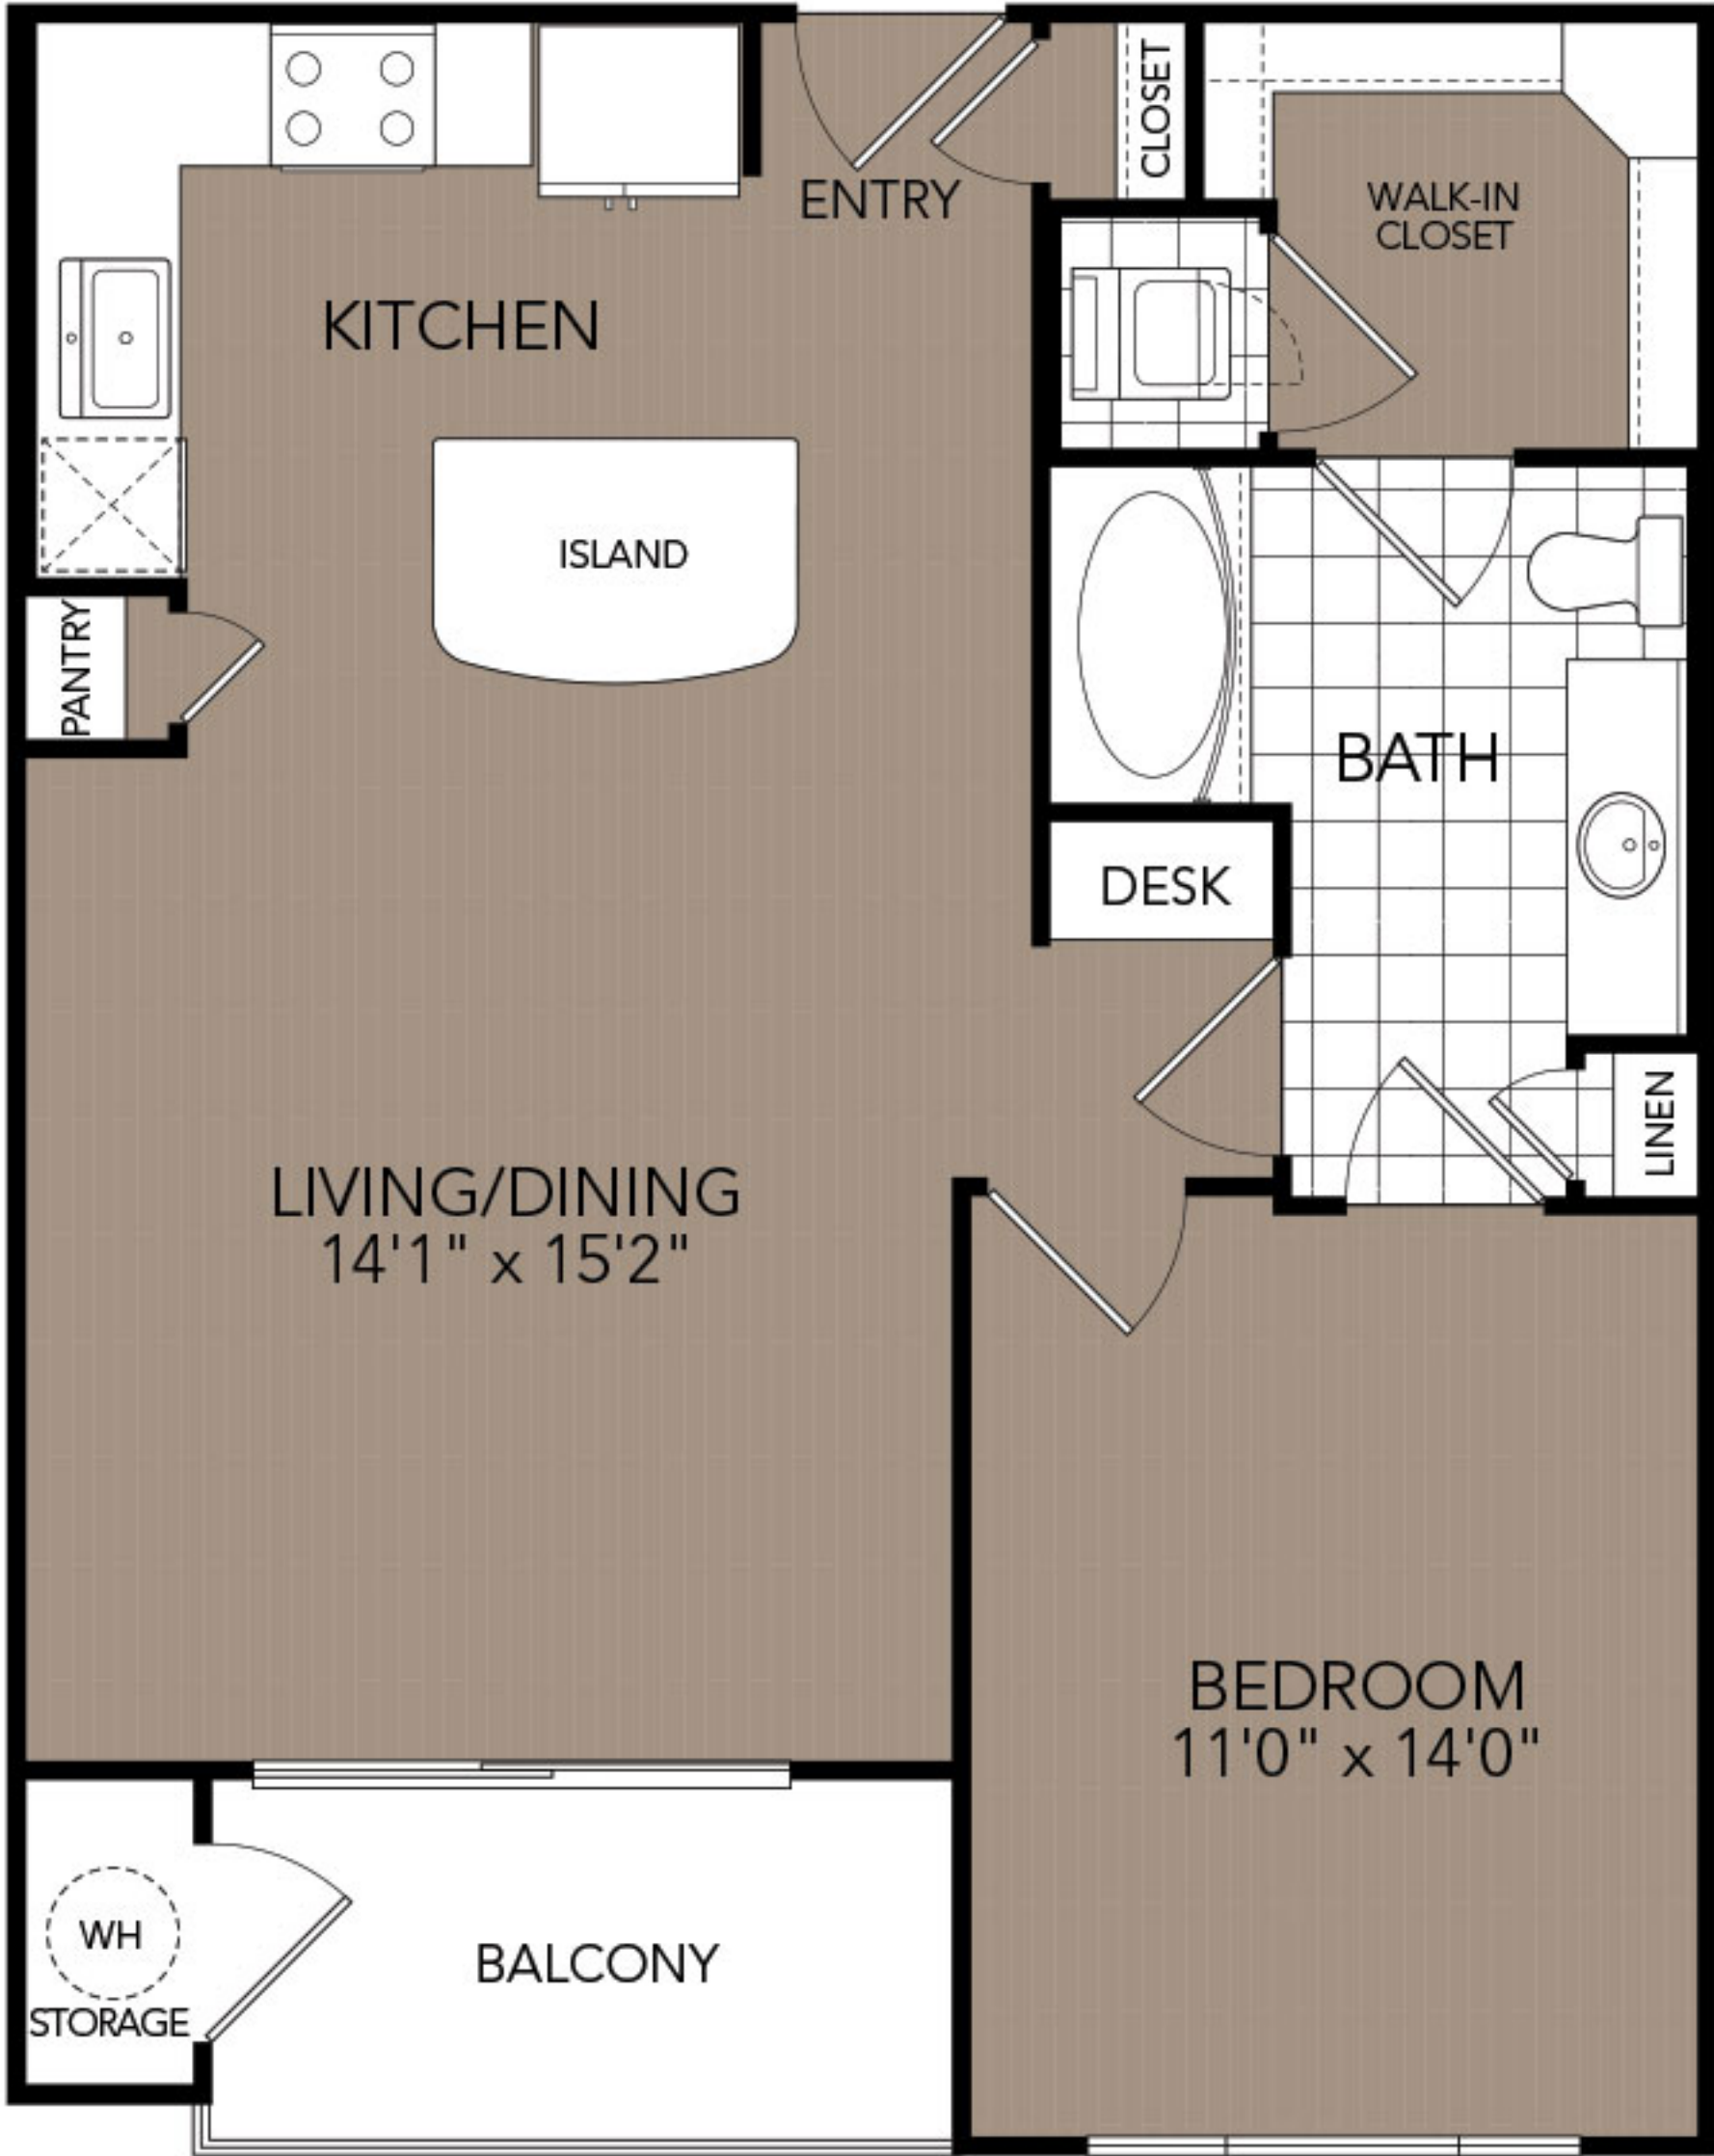 CLOSET
ENTRY
WALK-IN
CLOSET
KITCHEN
ISLAND
PANTRY
BATH
DESK
LINEN
LIVING/DINING
14'1" x 15'2"
BEDROOM
11'0" x 14'0"
WH
STORAGE
BALCONY